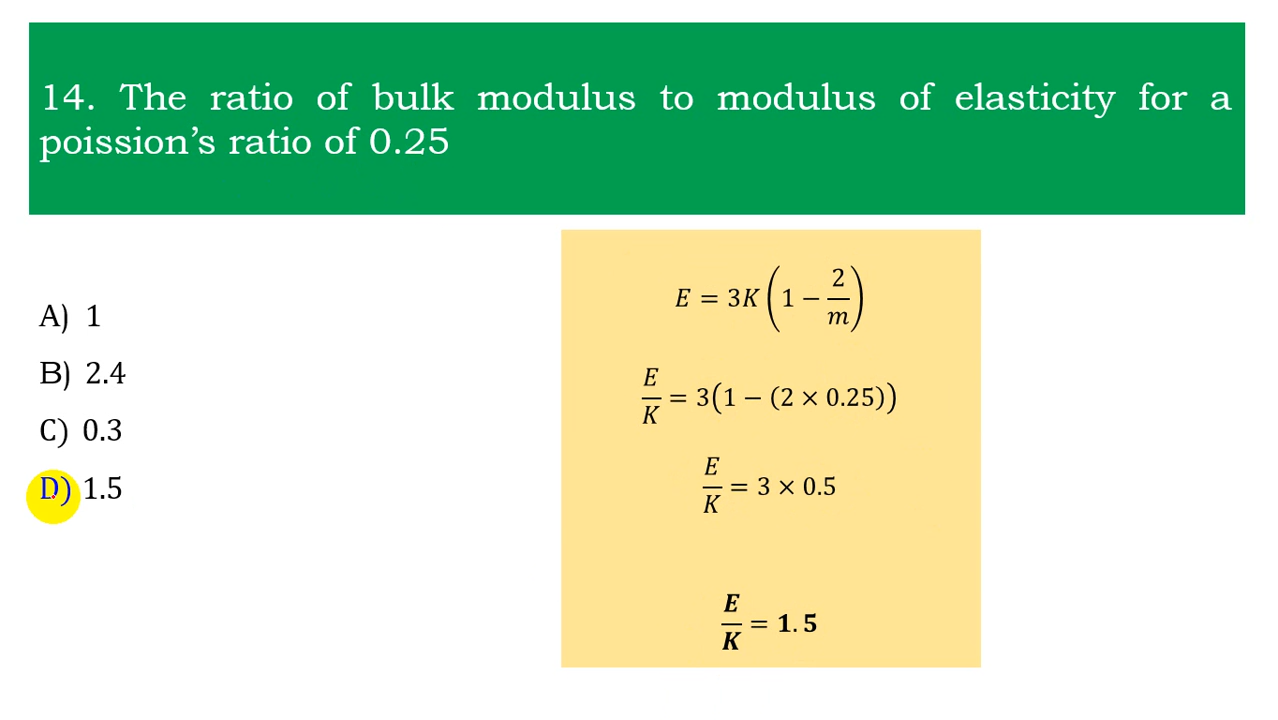 14. The ratio of bulk modulus to modulus of elasticity for a
poission's ratio of 0.25
A) 1
B) 2.4
C) 0.3
D) 1.5
E = 3K(1 − 2/m)
E/K = 3(1 − (2 × 0.25))
E/K = 3 × 0.5
E/K = 1.5